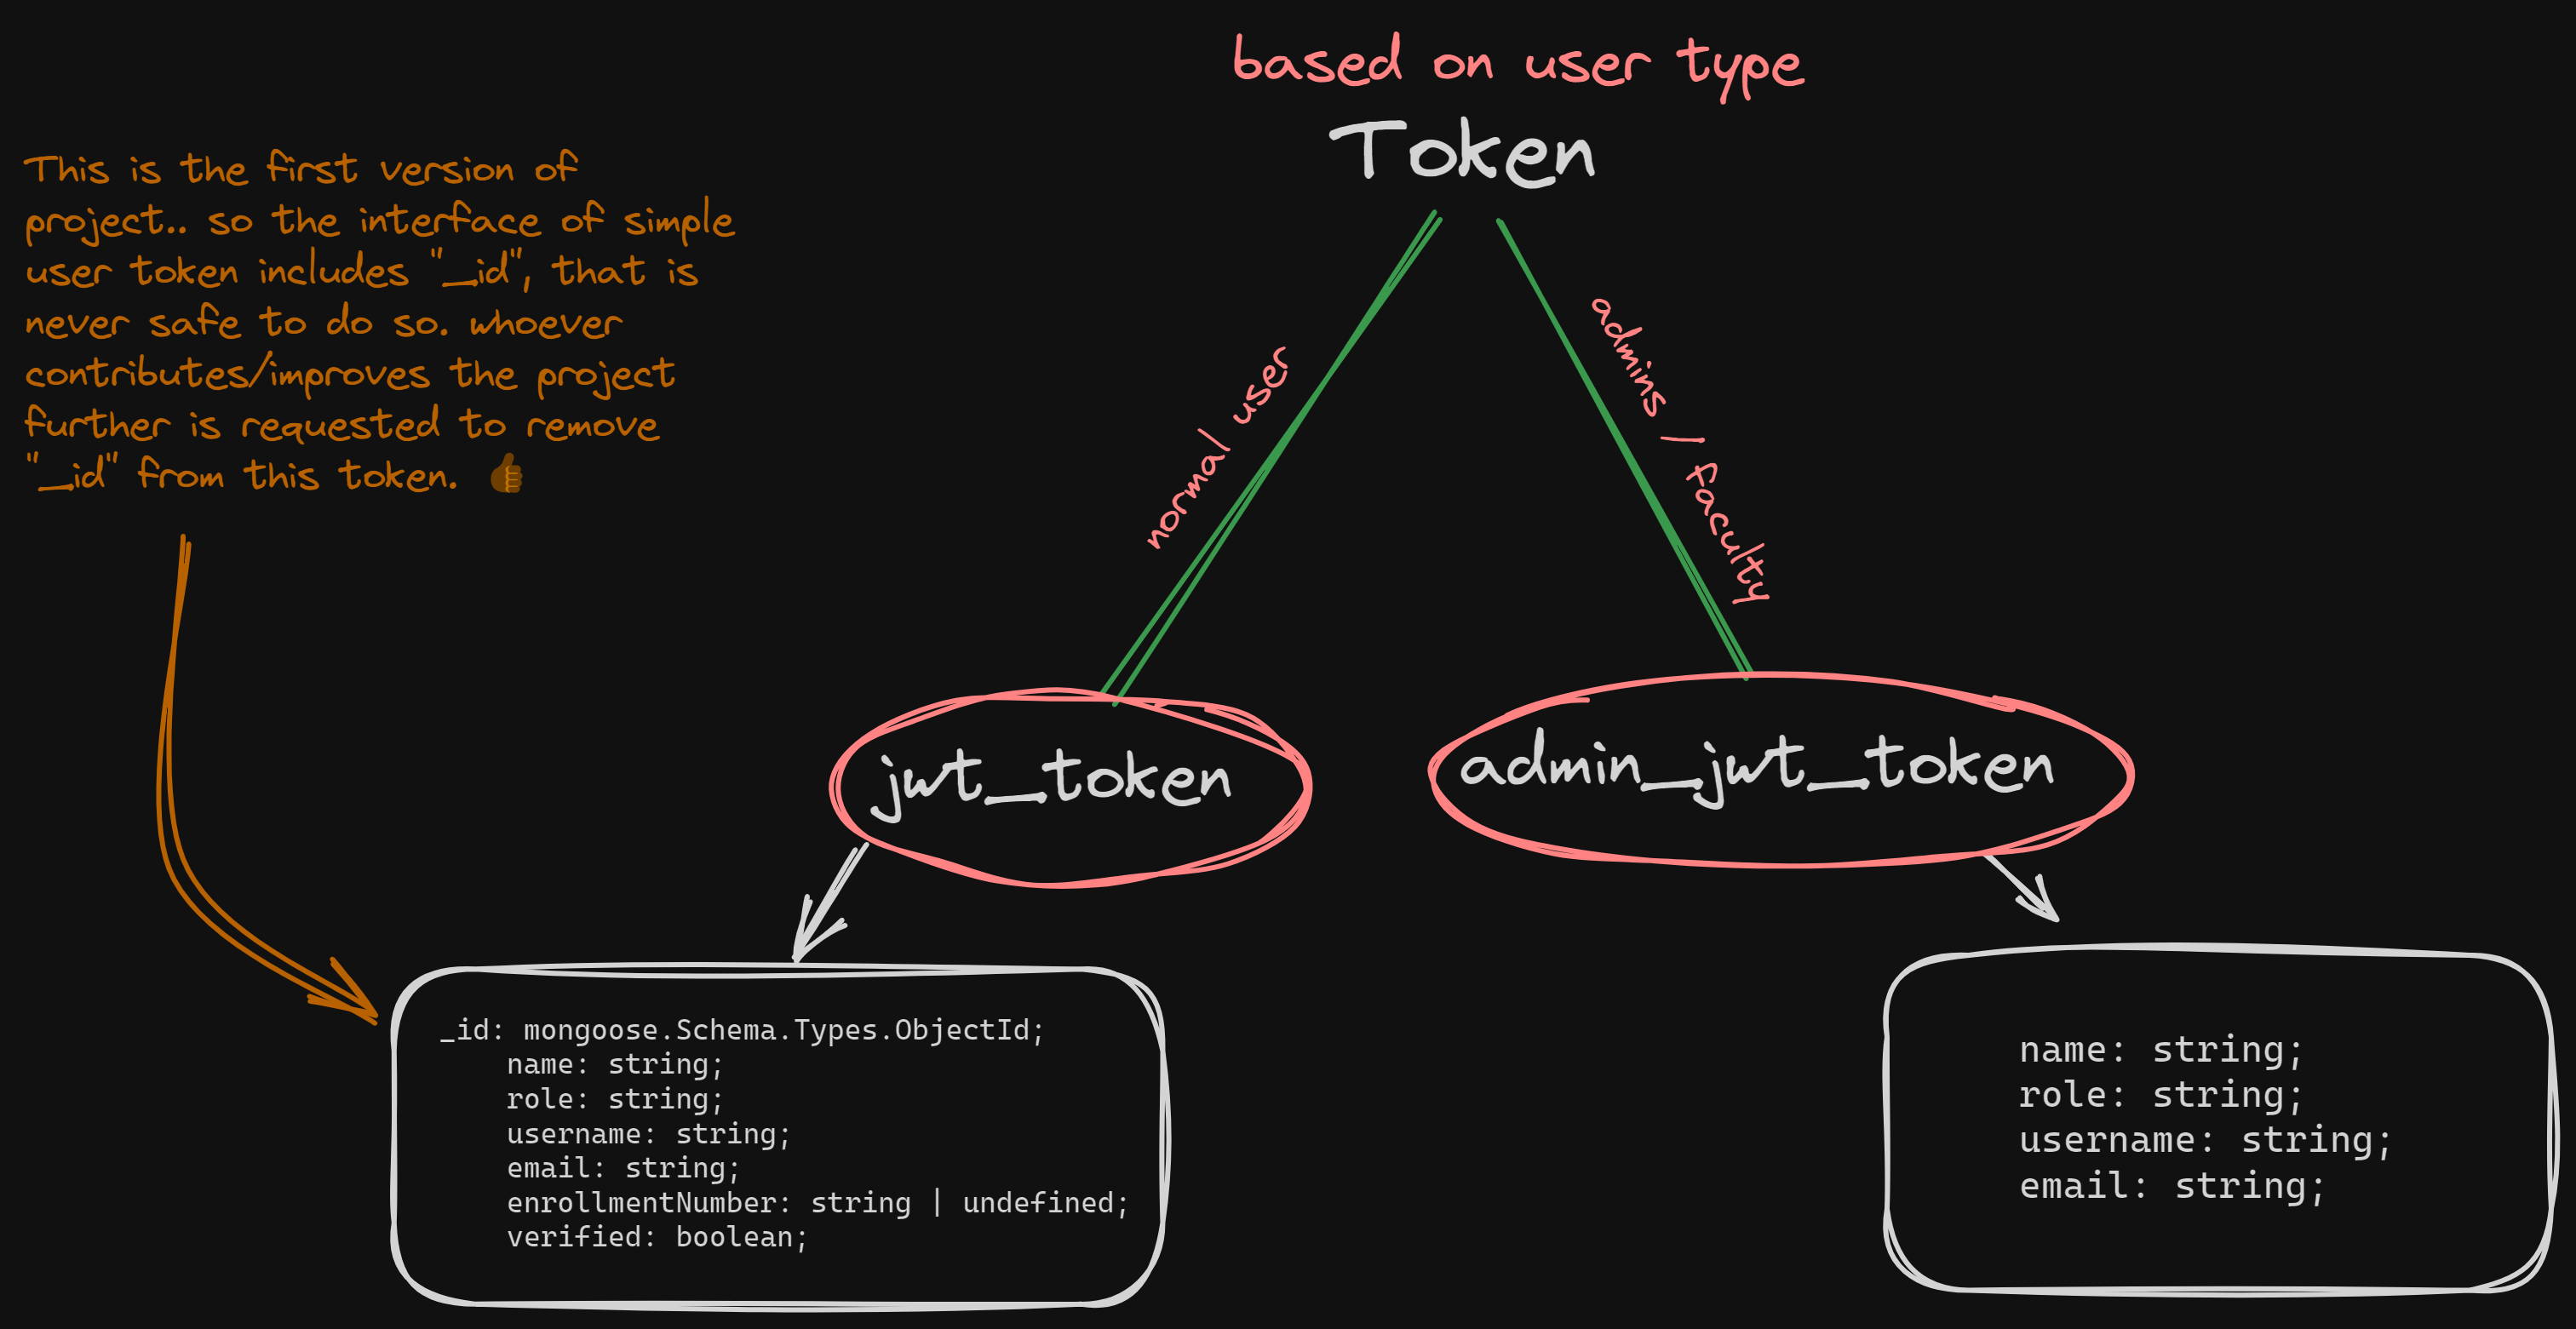 based on user type
Token
This is the first version of
project.. so the interface of simple
user token includes "_id", that is
never safe to do so. whoever
contributes/improves the project
further is requested to remove
"_id" from this token. 👍
normal user
admins / faculty
jwt_token
admin_jwt_token
_id: mongoose.Schema.Types.ObjectId;
name: string;
role: string;
username: string;
email: string;
enrollmentNumber: string | undefined;
verified: boolean;
name: string;
role: string;
username: string;
email: string;